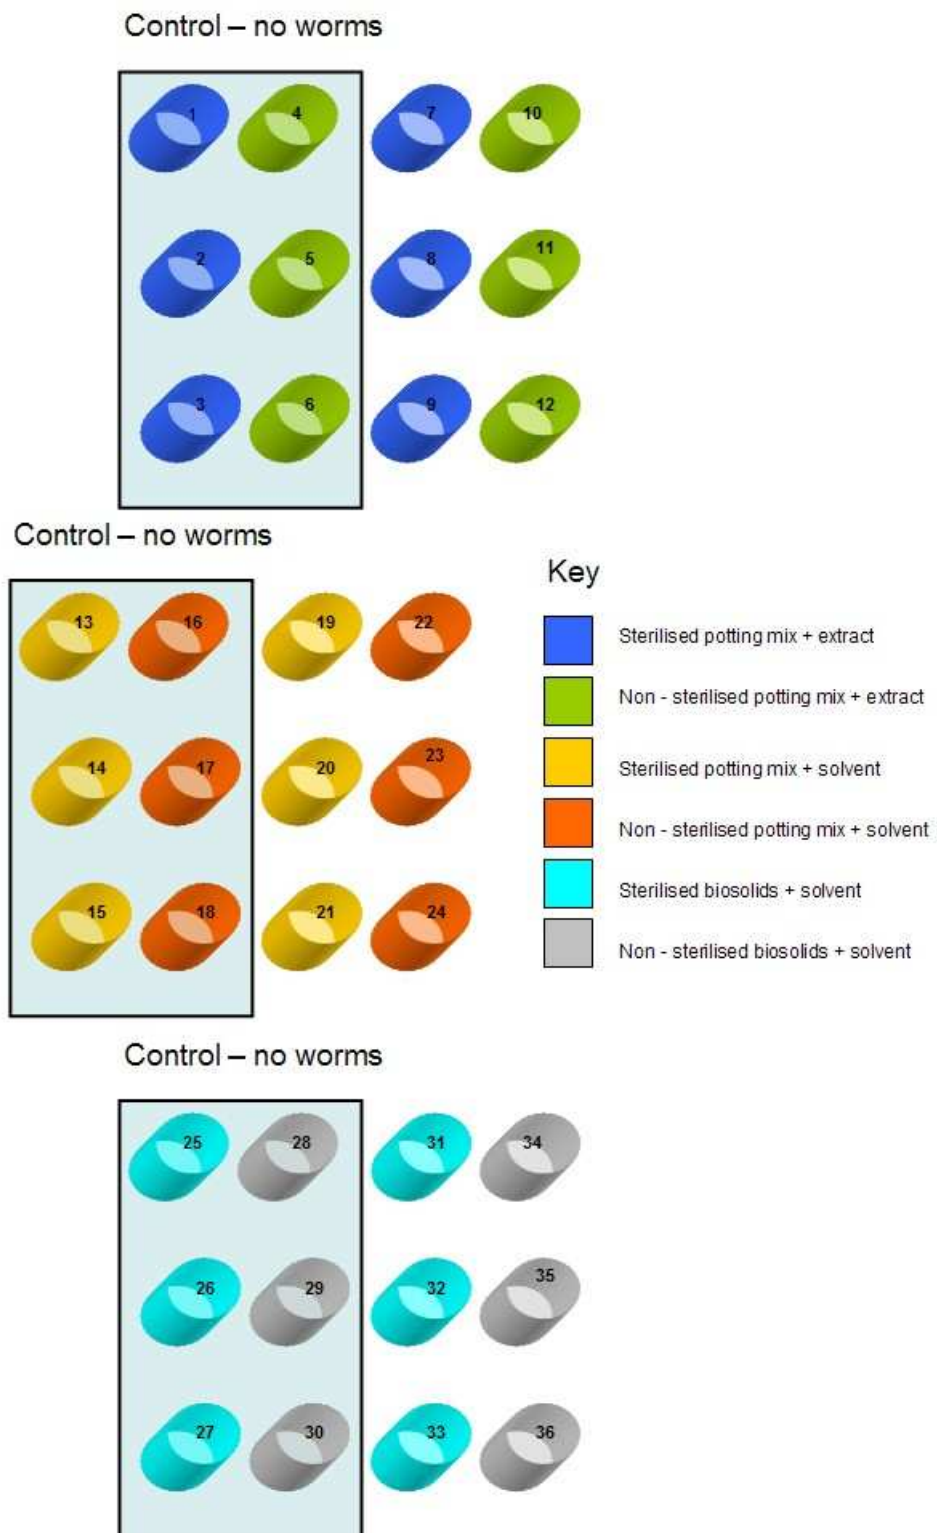 Control – no worms
1 4 7 10
2 5 8 11
3 6 9 12
Control – no worms
13 16 19 22
14 17 20 23
15 18 21 24
Key
Sterilised potting mix + extract
Non - sterilised potting mix + extract
Sterilised potting mix + solvent
Non - sterilised potting mix + solvent
Sterilised biosolids + solvent
Non - sterilised biosolids + solvent
Control – no worms
25 28 31 34
26 29 32 35
27 30 33 36